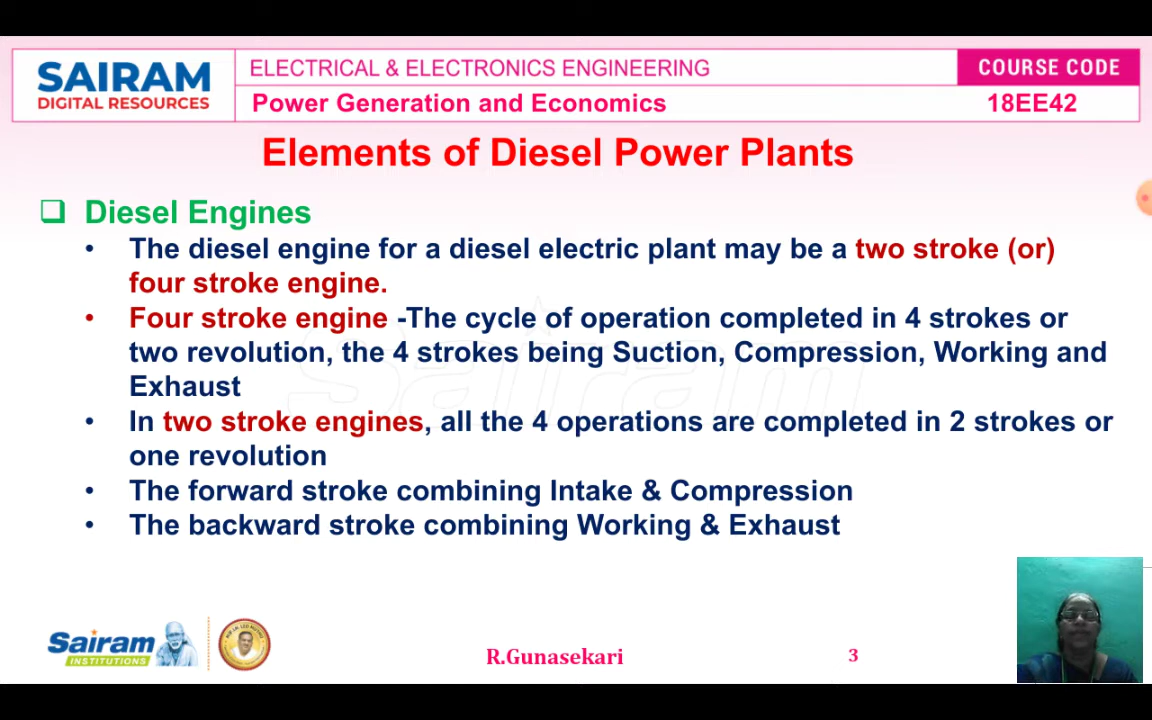 SAIRAM
DIGITAL RESOURCES
ELECTRICAL & ELECTRONICS ENGINEERING
COURSE CODE
Power Generation and Economics
18EE42
Elements of Diesel Power Plants
❑ Diesel Engines
• The diesel engine for a diesel electric plant may be a two stroke (or)
four stroke engine.
• Four stroke engine -The cycle of operation completed in 4 strokes or
two revolution, the 4 strokes being Suction, Compression, Working and
Exhaust
• In two stroke engines, all the 4 operations are completed in 2 strokes or
one revolution
• The forward stroke combining Intake & Compression
• The backward stroke combining Working & Exhaust
Sairam
Sairam
INSTITUTIONS
R.Gunasekari
3